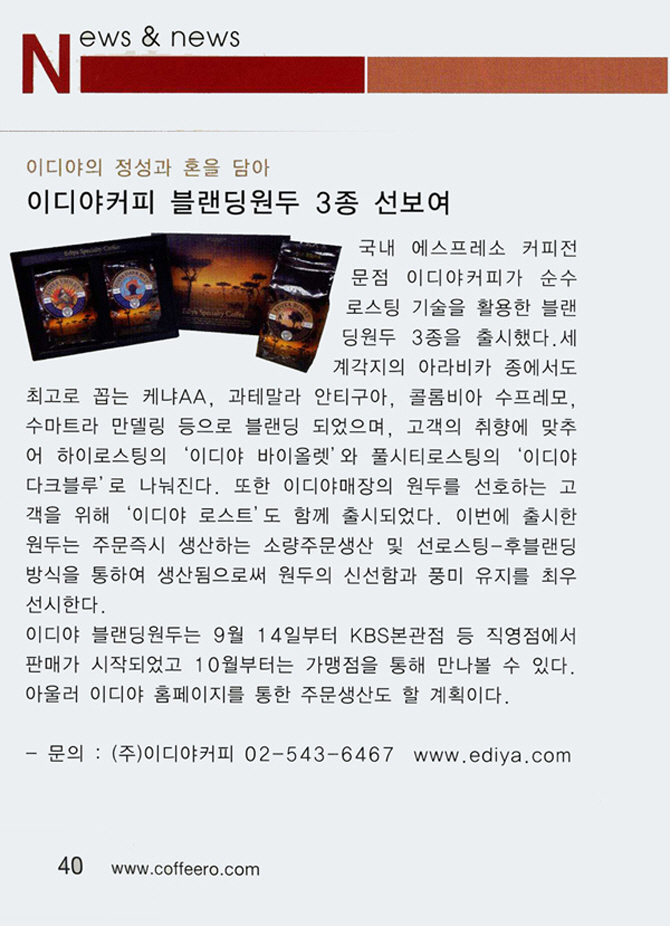 News & news
이디야의 정성과 혼을 담아
이디야커피 블랜딩원두 3종 선보여
Ediya Specialty Coffee
국내 에스프레소 커피전
문점 이디야커피가 순수
로스팅 기술을 활용한 블랜
딩원두 3종을 출시했다.세
계각지의 아라비카 종에서도
최고로 꼽는 케냐AA, 과테말라 안티구아, 콜롬비아 수프레모,
수마트라 만델링 등으로 블랜딩 되었으며, 고객의 취향에 맞추
어 하이로스팅의 ‘이디야 바이올렛’와 풀시티로스팅의 ‘이디야
다크블루’로 나눠진다. 또한 이디야매장의 원두를 선호하는 고
객을 위해 ‘이디야 로스트’도 함께 출시되었다. 이번에 출시한
원두는 주문즉시 생산하는 소량주문생산 및 선로스팅-후블랜딩
방식을 통하여 생산됨으로써 원두의 신선함과 풍미 유지를 최우
선시한다.
이디야 블랜딩원두는 9월 14일부터 KBS본관점 등 직영점에서
판매가 시작되었고 10월부터는 가맹점을 통해 만나볼 수 있다.
아울러 이디야 홈페이지를 통한 주문생산도 할 계획이다.
- 문의 : (주)이디야커피 02-543-6467 www.ediya.com
40 www.coffeero.com